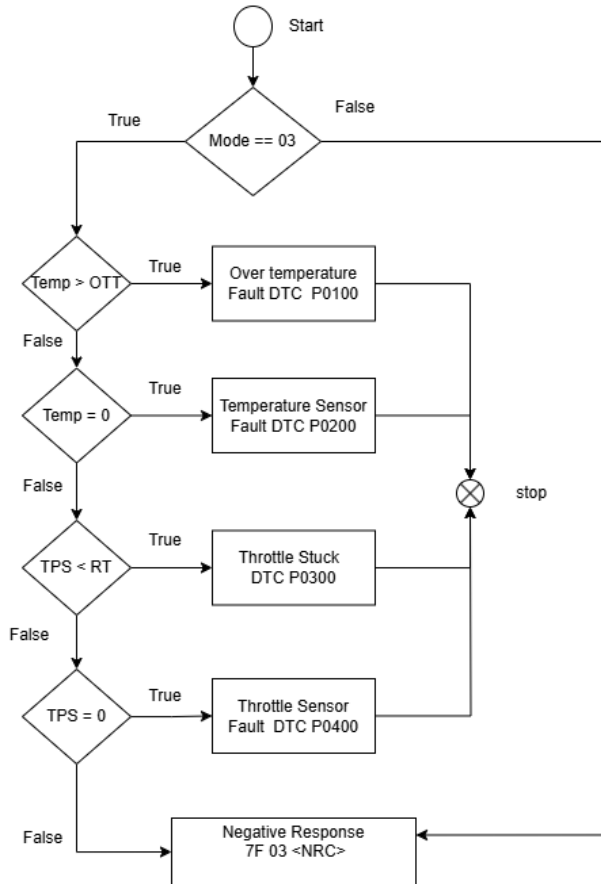 Start
True
False
Mode == 03
Temp > OTT
True
Over temperature
Fault DTC P0100
False
Temp = 0
True
Temperature Sensor
Fault DTC P0200
False
stop
TPS < RT
True
Throttle Stuck
DTC P0300
False
TPS = 0
True
Throttle Sensor
Fault DTC P0400
False
Negative Response
7F 03 <NRC>